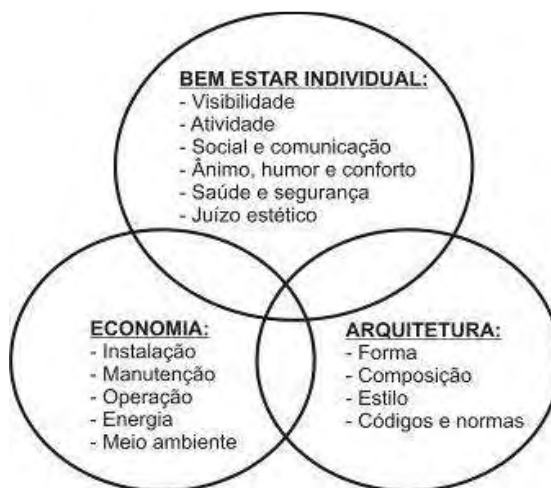 BEM ESTAR INDIVIDUAL:
- Visibilidade
- Atividade
- Social e comunicação
- Ânimo, humor e conforto
- Saúde e segurança
- Juízo estético
ECONOMIA:
- Instalação
- Manutenção
- Operação
- Energia
- Meio ambiente
ARQUITETURA:
- Forma
- Composição
- Estilo
- Códigos e normas